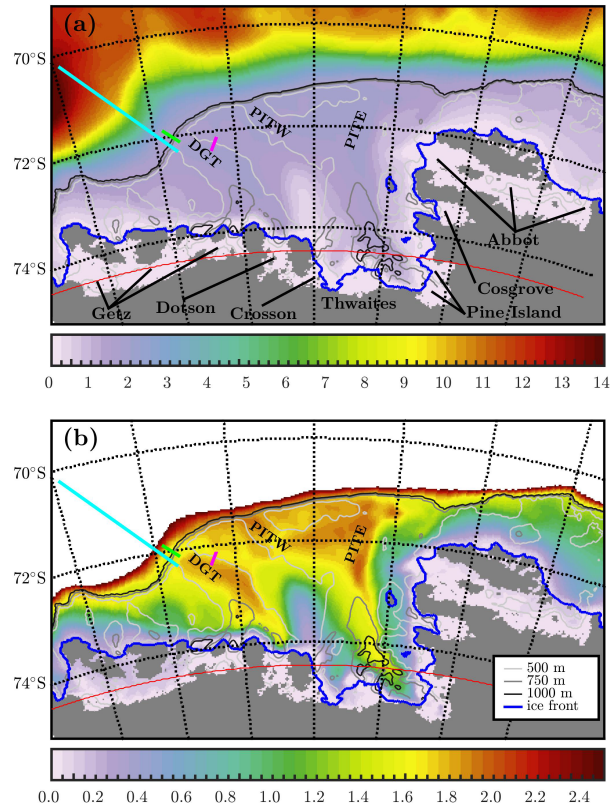 (a)
70°S
72°S
74°S
PITW
PITE
DGT
Abbot
Cosgrove
Getz
Dotson
Crosson
Thwaites
Pine Island
0 1 2 3 4 5 6 7 8 9 10 11 12 13 14
(b)
70°S
72°S
74°S
PITW
PITE
DGT
500 m
750 m
1000 m
ice front
0.0 0.2 0.4 0.6 0.8 1.0 1.2 1.4 1.6 1.8 2.0 2.2 2.4